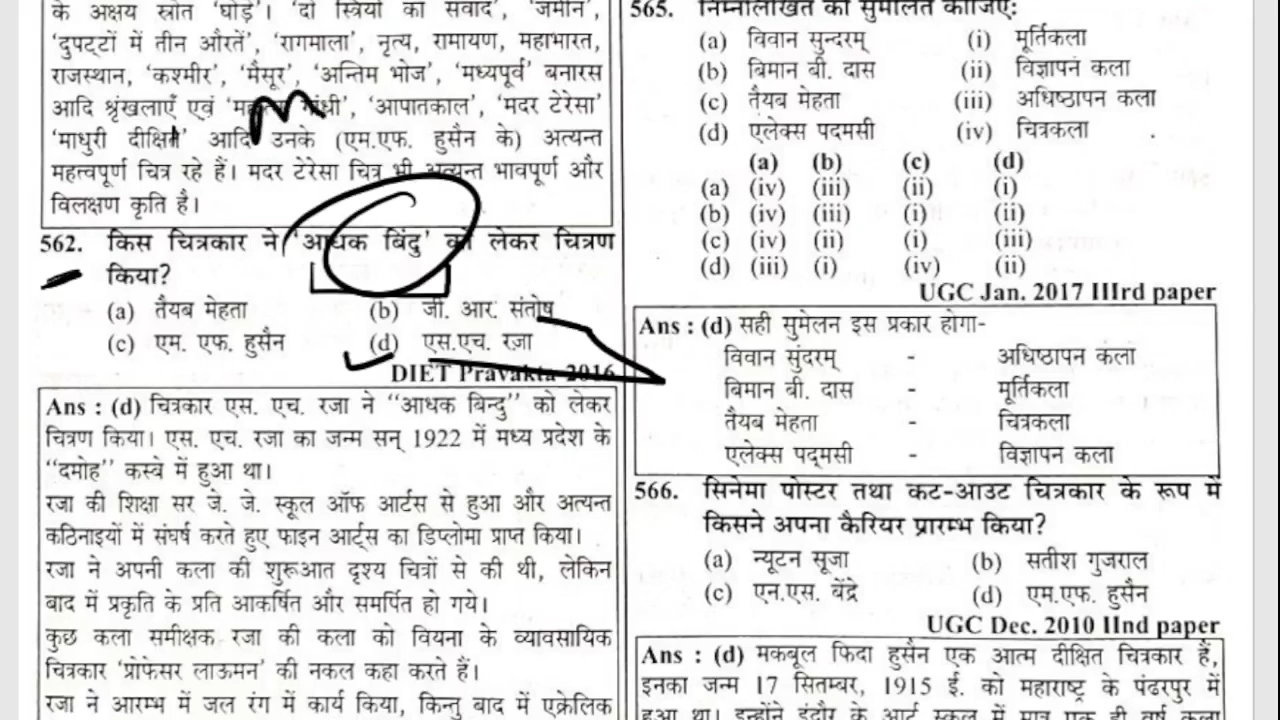 के अक्षय स्रोत 'घोड़े'। 'दो स्त्रियों का संवाद', 'जमीन',
'दुपट्टों में तीन औरतें', 'रागमाला', नृत्य, रामायण, महाभारत,
राजस्थान, 'कश्मीर', 'मैसूर', 'अन्तिम भोज', 'मध्यपूर्व' बनारस
आदि श्रृंखलाएँ एवं 'महात्मा गांधी', 'आपातकाल', 'मदर टेरेसा'
'माधुरी दीक्षित' आदि उनके (एम.एफ. हुसैन के) अत्यन्त
महत्त्वपूर्ण चित्र रहे हैं। मदर टेरेसा चित्र भी अत्यन्त भावपूर्ण और
विलक्षण कृति है।
562. किस चित्रकार ने 'आधक बिंदु' को लेकर चित्रण
किया?
(a) तैयब मेहता (b) जी. आर. संतोष
(c) एम. एफ. हुसैन (d) एस.एच. रज़ा
DIET Pravakta 2016
Ans : (d) चित्रकार एस. एच. रजा ने "आधक बिन्दु" को लेकर
चित्रण किया। एस. एच. रजा का जन्म सन् 1922 में मध्य प्रदेश के
"दमोह" कस्वे में हुआ था।
रजा की शिक्षा सर जे. जे. स्कूल ऑफ आर्टस से हुआ और अत्यन्त
कठिनाइयों में संघर्ष करते हुए फाइन आर्ट्स का डिप्लोमा प्राप्त किया।
रजा ने अपनी कला की शुरूआत दृश्य चित्रों से की थी, लेकिन
बाद में प्रकृति के प्रति आकर्षित और समर्पित हो गये।
कुछ कला समीक्षक रजा की कला को वियना के व्यावसायिक
चित्रकार 'प्रोफेसर लाऊमन' की नकल कहा करते हैं।
रजा ने आरम्भ में जल रंग में कार्य किया, किन्तु बाद में एक्रेलिक
565. निम्नलिखित को सुमेलित कीजिए:
(a) विवान सुन्दरम् (i) मूर्तिकला
(b) बिमान बी. दास (ii) विज्ञापन कला
(c) तैयब मेहता (iii) अधिष्ठापन कला
(d) एलेक्स पदमसी (iv) चित्रकला
(a) (b) (c) (d)
(a) (iv) (iii) (ii) (i)
(b) (iv) (iii) (i) (ii)
(c) (iv) (ii) (i) (iii)
(d) (iii) (i) (iv) (ii)
UGC Jan. 2017 IIIrd paper
Ans : (d) सही सुमेलन इस प्रकार होगा-
विवान सुंदरम् - अधिष्ठापन कला
बिमान बी. दास - मूर्तिकला
तैयब मेहता - चित्रकला
एलेक्स पद्मसी - विज्ञापन कला
566. सिनेमा पोस्टर तथा कट-आउट चित्रकार के रूप में
किसने अपना कैरियर प्रारम्भ किया?
(a) न्यूटन सूजा (b) सतीश गुजराल
(c) एन.एस. बेंद्रे (d) एम.एफ. हुसैन
UGC Dec. 2010 IInd paper
Ans : (d) मकबूल फिदा हुसैन एक आत्म दीक्षित चित्रकार हैं,
इनका जन्म 17 सितम्बर, 1915 ई. को महाराष्ट्र के पंढरपुर में
हुआ था। इन्होंने इंदौर के आर्ट स्कूल में मात्र एक ही वर्ष कला